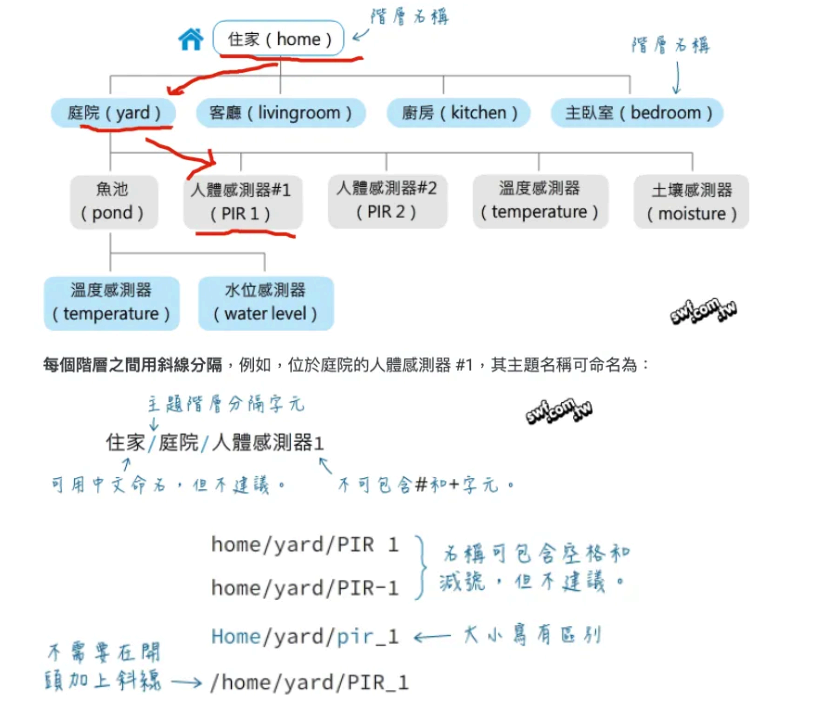 階層名稱
住家（home）
階層名稱
庭院（yard） 客廳（livingroom） 廚房（kitchen） 主臥室（bedroom）
魚池 人體感測器#1 人體感測器#2 溫度感測器 土壤感測器
（pond） （PIR 1） （PIR 2） （temperature） （moisture）
溫度感測器 水位感測器
（temperature） （water level）
swf.com.tw
每個階層之間用斜線分隔，例如，位於庭院的人體感測器 #1，其主題名稱可命名為：
swf.com.tw
主題階層分隔字元
住家/庭院/人體感測器1
可用中文命名，但不建議。 不可包含#和+字元。
home/yard/PIR 1
名稱可包含空格和
home/yard/PIR-1
減號，但不建議。
Home/yard/pir_1 大小寫有區別
不需要在開
頭加上斜線 /home/yard/PIR_1